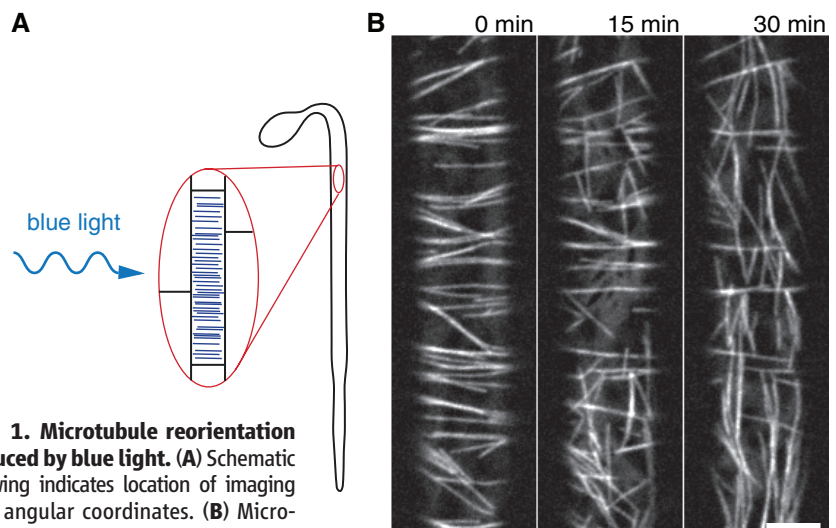 A
B
0 min
15 min
30 min
blue light
1. Microtubule reorientation
uced by blue light. (A) Schematic
wing indicates location of imaging
angular coordinates. (B) Micro-